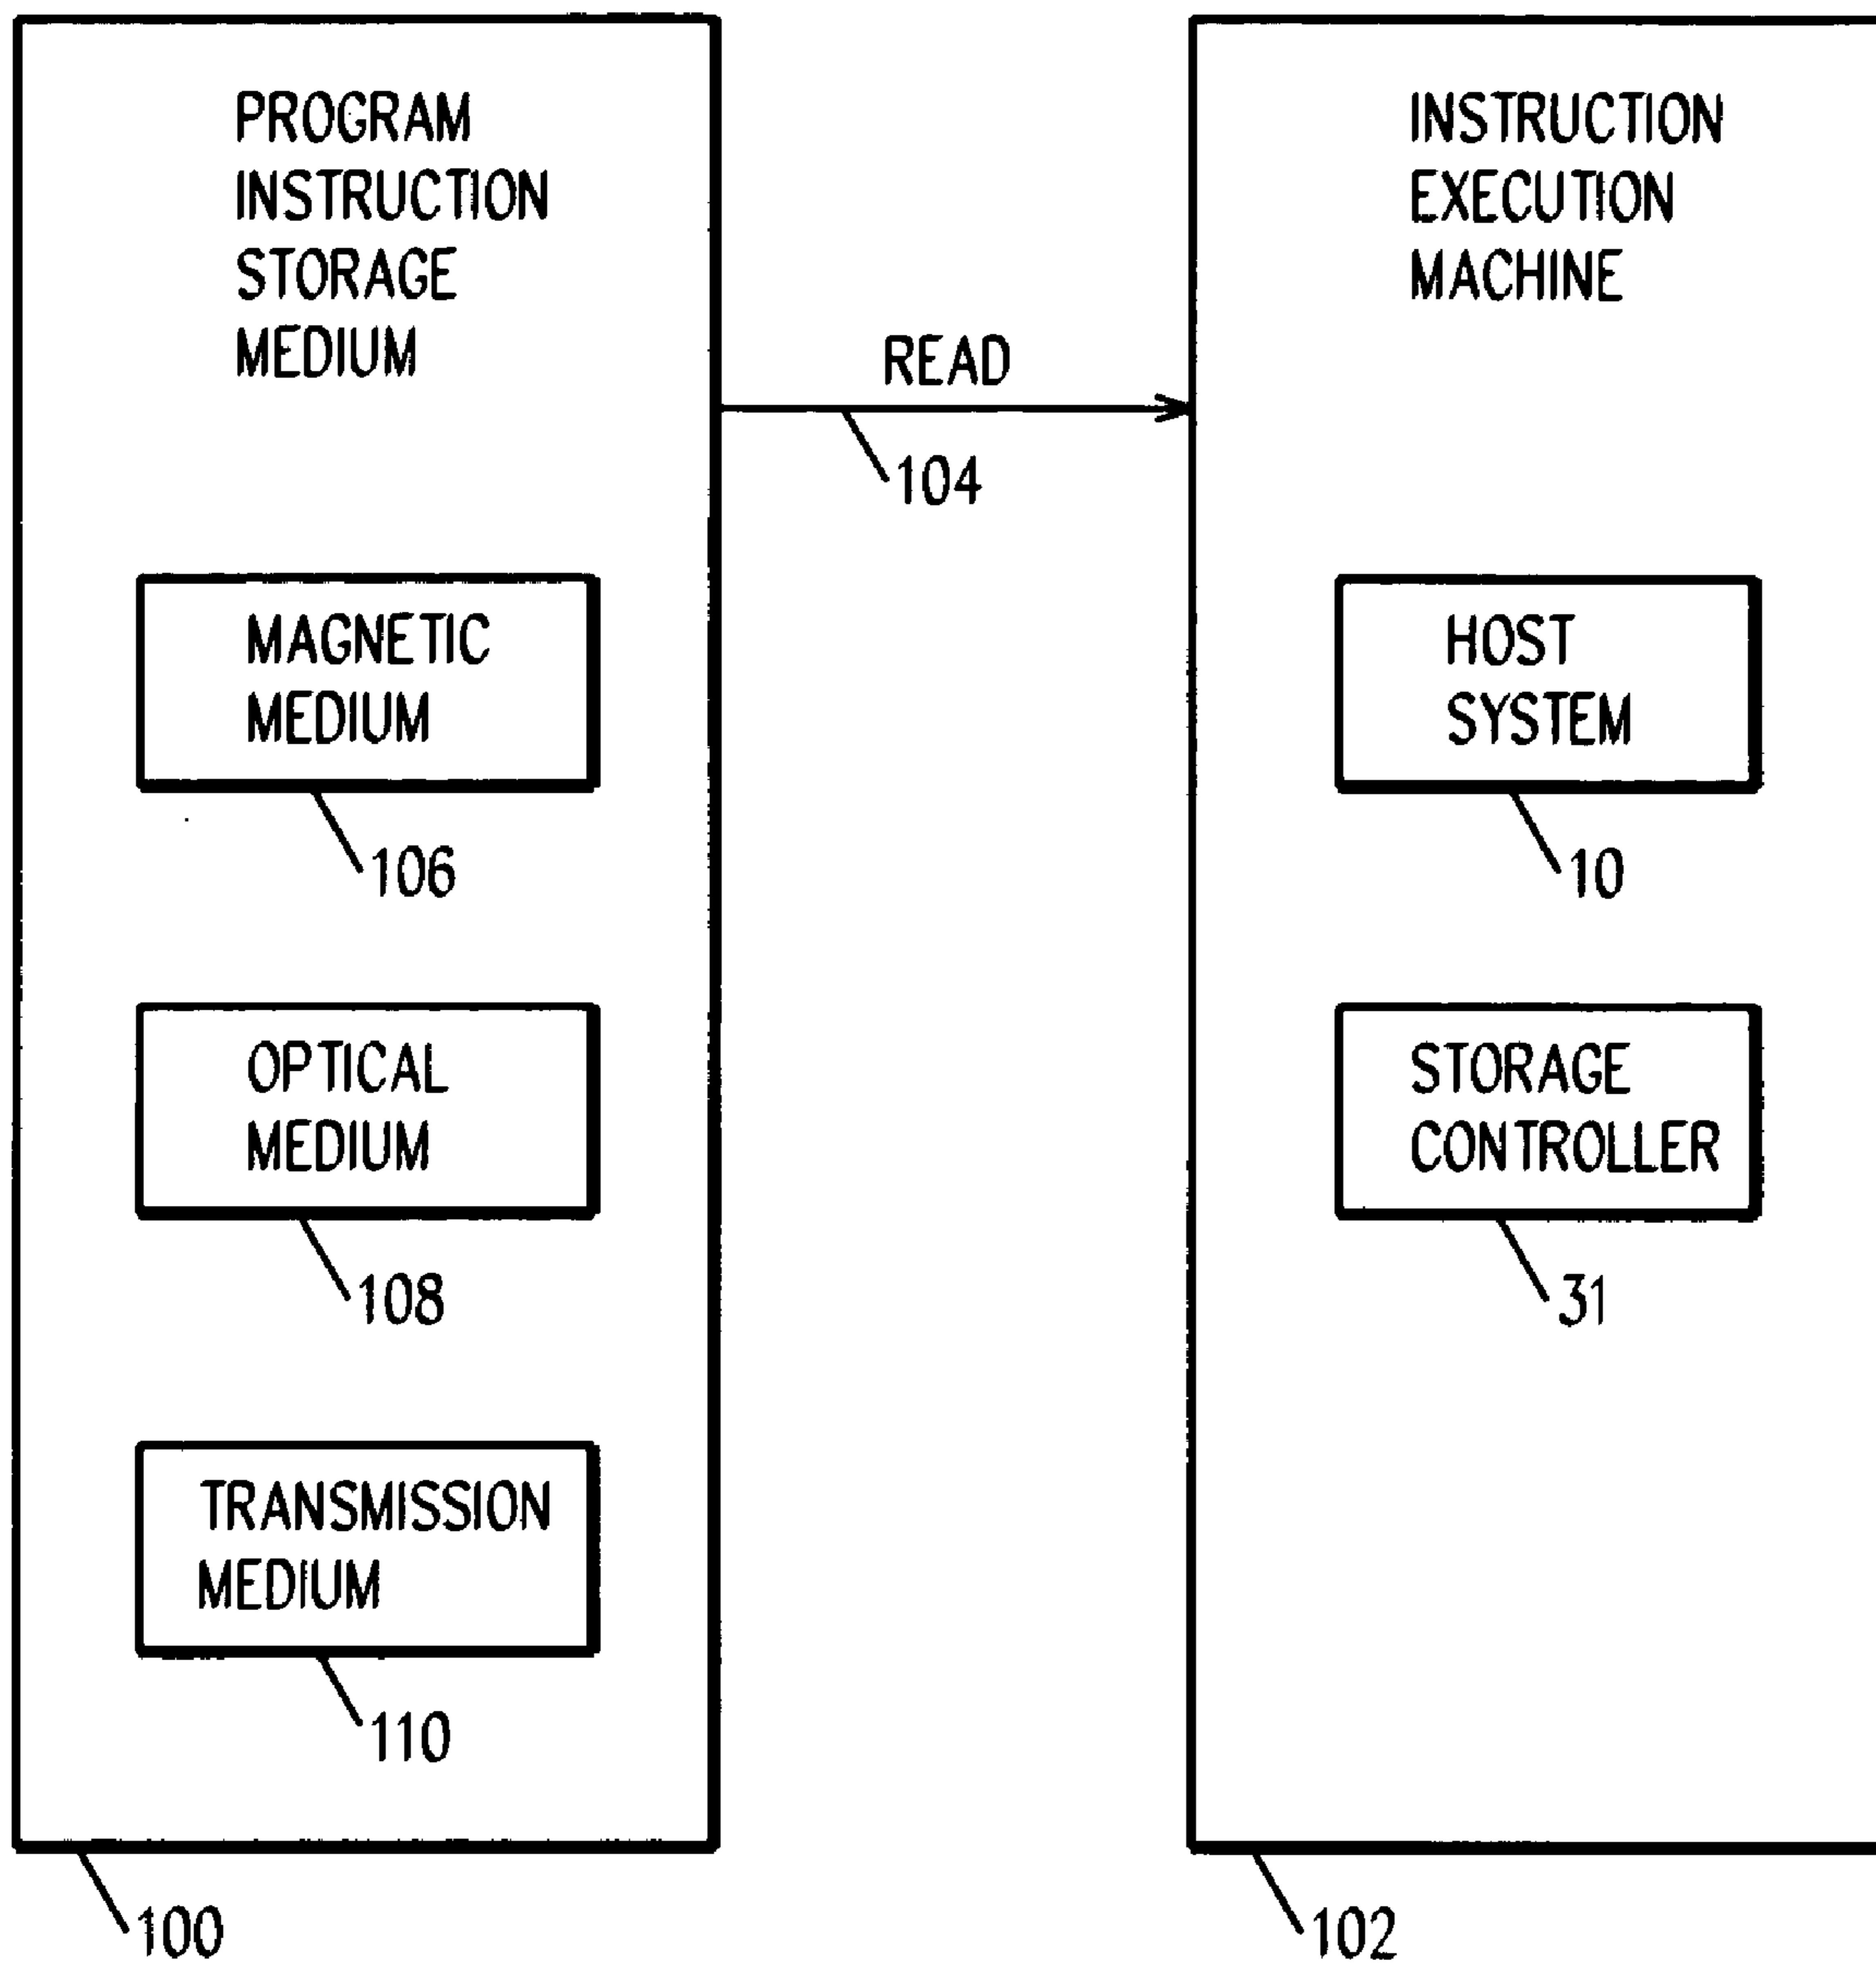 PROGRAM
INSTRUCTION
STORAGE
MEDIUM
MAGNETIC
MEDIUM
106
OPTICAL
MEDIUM
108
TRANSMISSION
MEDIUM
110
100
READ
104
INSTRUCTION
EXECUTION
MACHINE
HOST
SYSTEM
10
STORAGE
CONTROLLER
31
102